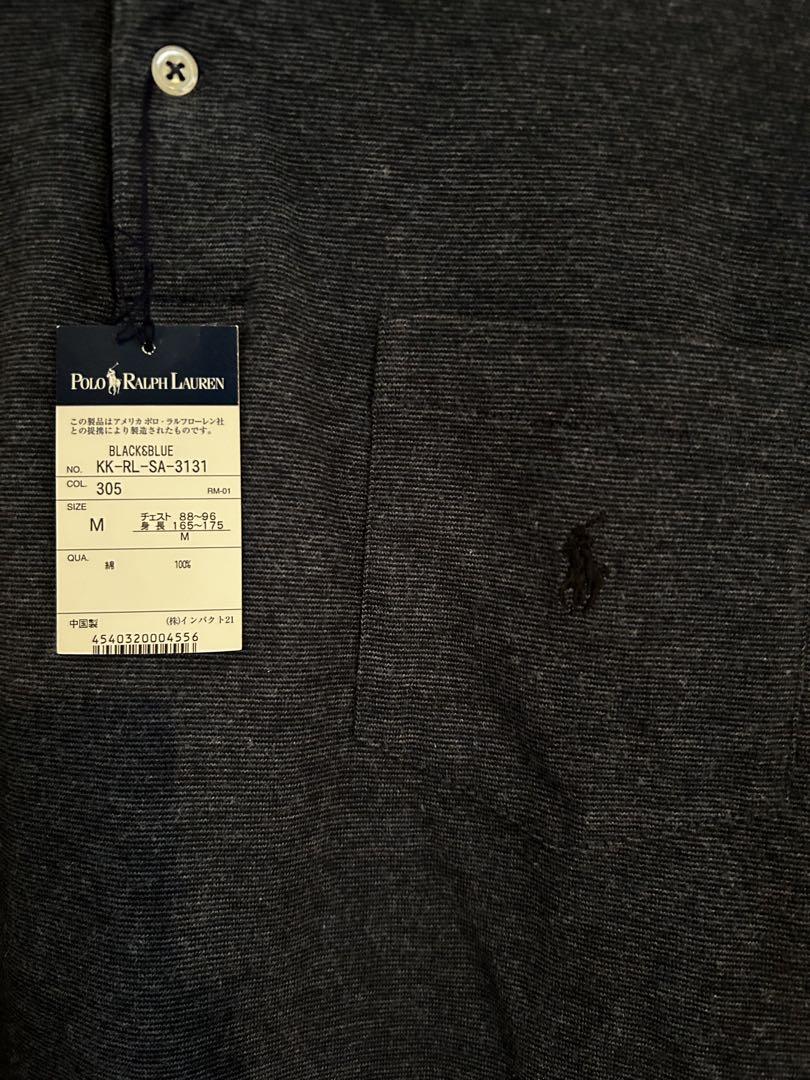 POLO RALPH LAUREN
この製品はアメリカ ポロ・ラルフローレン社
との提携により製造されたものです。
BLACK&BLUE
NO. KK-RL-SA-3131
COL. 305 RM-01
SIZE
M チェスト 88~96
身長 165~175
M
QUA. 綿 100%
中国製 (株)インパクト21
4540320004556